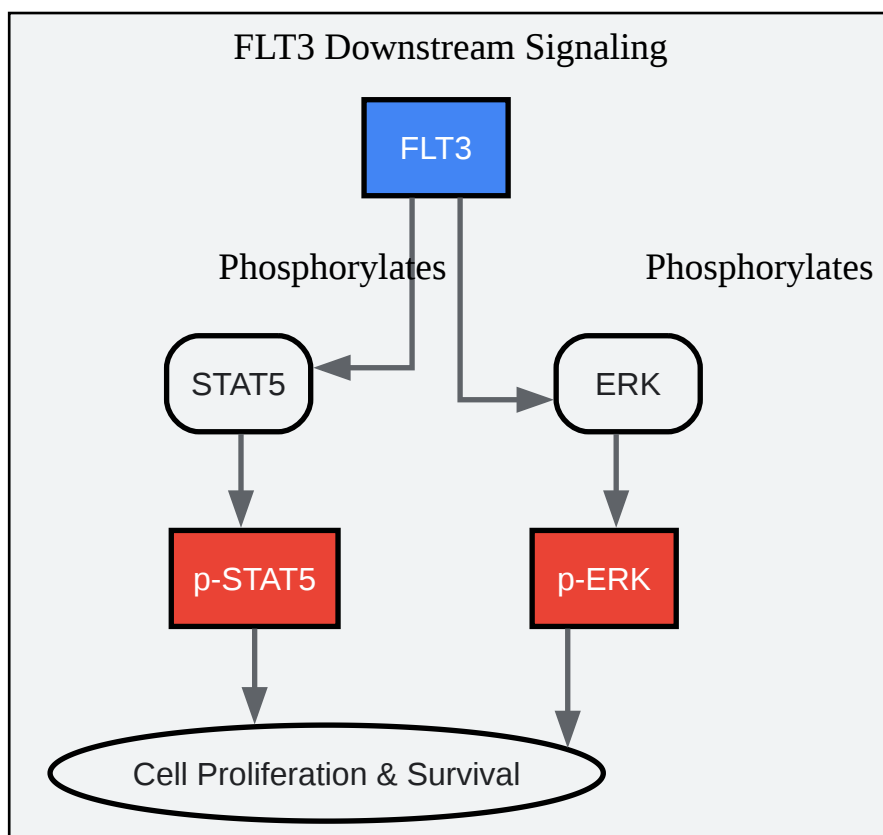 FLT3 Downstream Signaling
FLT3
Phosphorylates
Phosphorylates
STAT5
ERK
p-STAT5
p-ERK
Cell Proliferation & Survival